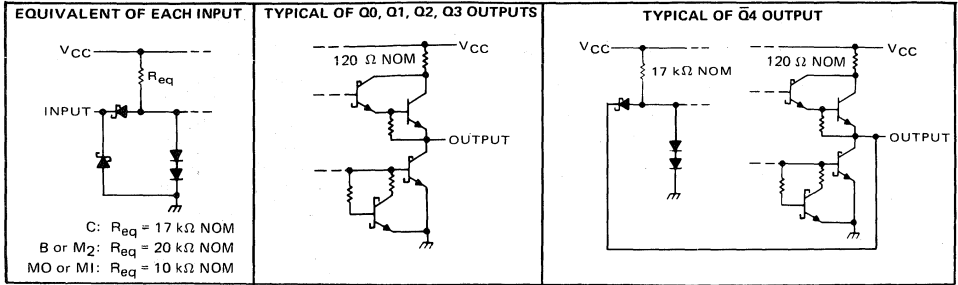 EQUIVALENT OF EACH INPUT
VCC
Req
INPUT
C: Req = 17 kΩ NOM
B or M2: Req = 20 kΩ NOM
MO or MI: Req = 10 kΩ NOM
TYPICAL OF Q0, Q1, Q2, Q3 OUTPUTS
VCC
120 Ω NOM
OUTPUT
TYPICAL OF Q̅4 OUTPUT
VCC
17 kΩ NOM
VCC
120 Ω NOM
OUTPUT